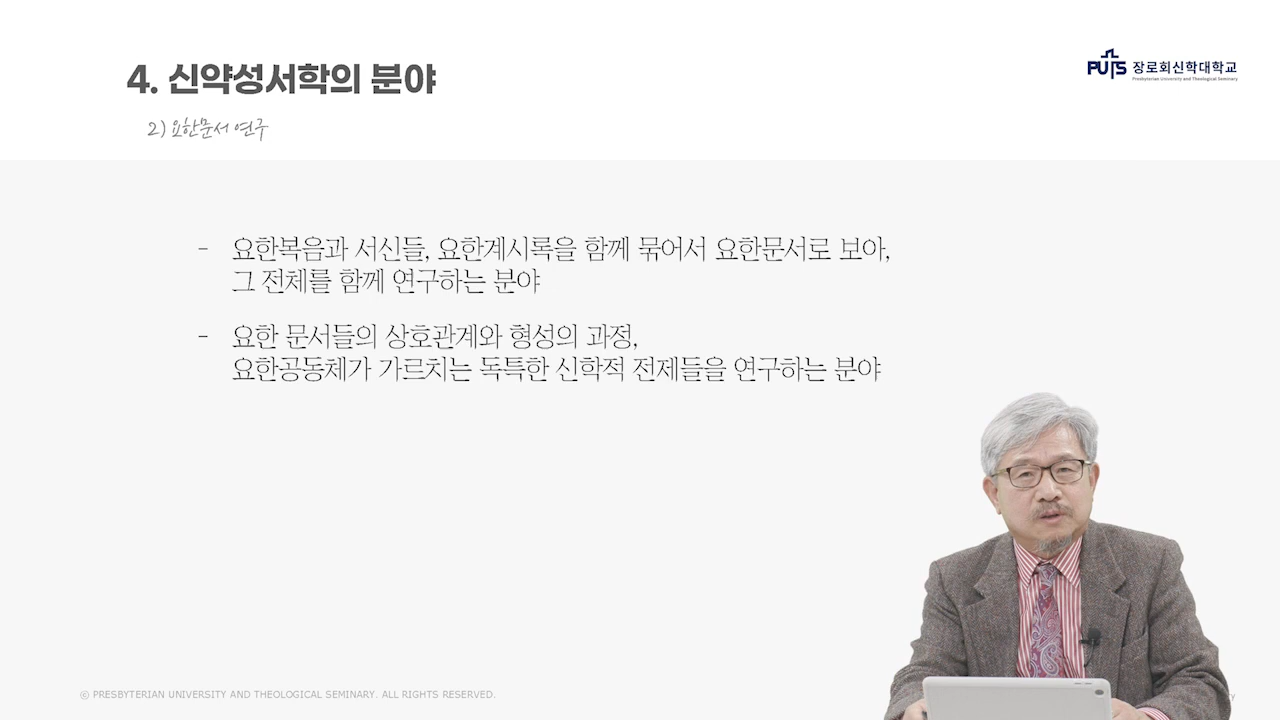 4. 신약성서학의 분야
PUTS 장로회신학대학교
Presbyterian University and Theological Seminary
2) 요한문서 연구
- 요한복음과 서신들, 요한계시록을 함께 묶어서 요한문서로 보아,
그 전체를 함께 연구하는 분야
- 요한 문서들의 상호관계와 형성의 과정,
요한공동체가 가르치는 독특한 신학적 전제들을 연구하는 분야
ⓒ PRESBYTERIAN UNIVERSITY AND THEOLOGICAL SEMINARY. ALL RIGHTS RESERVED.